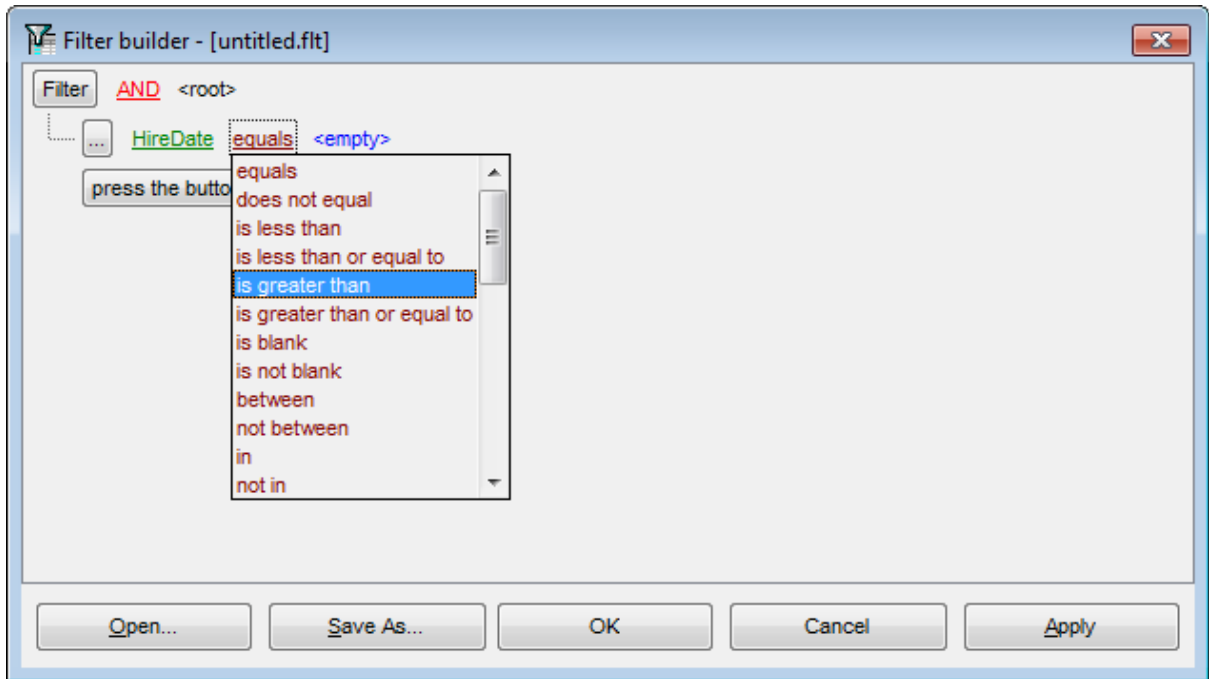 Filter builder - [untitled.flt]
Filter AND <root>
... HireDate equals <empty>
press the butto
equals
does not equal
is less than
is less than or equal to
is greater than
is greater than or equal to
is blank
is not blank
between
not between
in
not in
Open... Save As... OK Cancel Apply